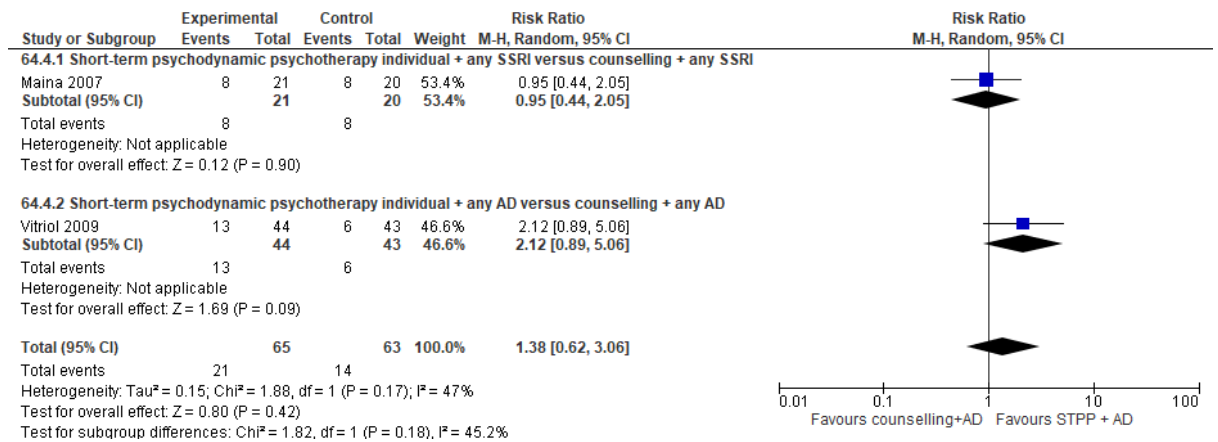 Experimental Control Risk Ratio Risk Ratio
Study or Subgroup Events Total Events Total Weight M-H, Random, 95% CI M-H, Random, 95% CI
64.4.1 Short-term psychodynamic psychotherapy individual + any SSRI versus counselling + any SSRI
Maina 2007 8 21 8 20 53.4% 0.95 [0.44, 2.05]
Subtotal (95% CI) 21 20 53.4% 0.95 [0.44, 2.05]
Total events 8 8
Heterogeneity: Not applicable
Test for overall effect: Z = 0.12 (P = 0.90)
64.4.2 Short-term psychodynamic psychotherapy individual + any AD versus counselling + any AD
Vitriol 2009 13 44 6 43 46.6% 2.12 [0.89, 5.06]
Subtotal (95% CI) 44 43 46.6% 2.12 [0.89, 5.06]
Total events 13 6
Heterogeneity: Not applicable
Test for overall effect: Z = 1.69 (P = 0.09)
Total (95% CI) 65 63 100.0% 1.38 [0.62, 3.06]
Total events 21 14
Heterogeneity: Tau² = 0.15; Chi² = 1.88, df = 1 (P = 0.17); I² = 47%
Test for overall effect: Z = 0.80 (P = 0.42)
Test for subgroup differences: Chi² = 1.82, df = 1 (P = 0.18), I² = 45.2%
0.01 0.1 1 10 100
Favours counselling+AD Favours STPP + AD